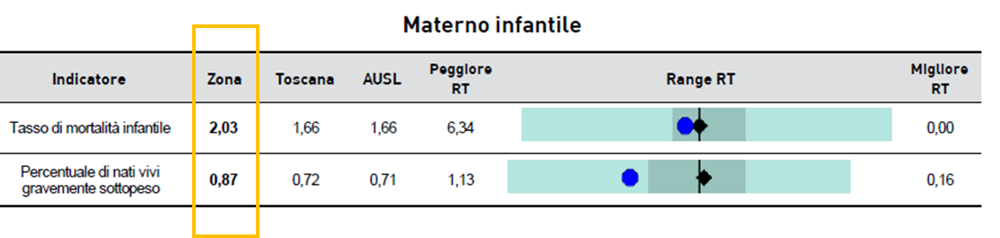 Materno infantile
Indicatore Zona Toscana AUSL Peggiore RT Range RT Migliore RT
Tasso di mortalità infantile 2,03 1,66 1,66 6,34 0,00
Percentuale di nati vivi
gravemente sottopeso 0,87 0,72 0,71 1,13 0,16